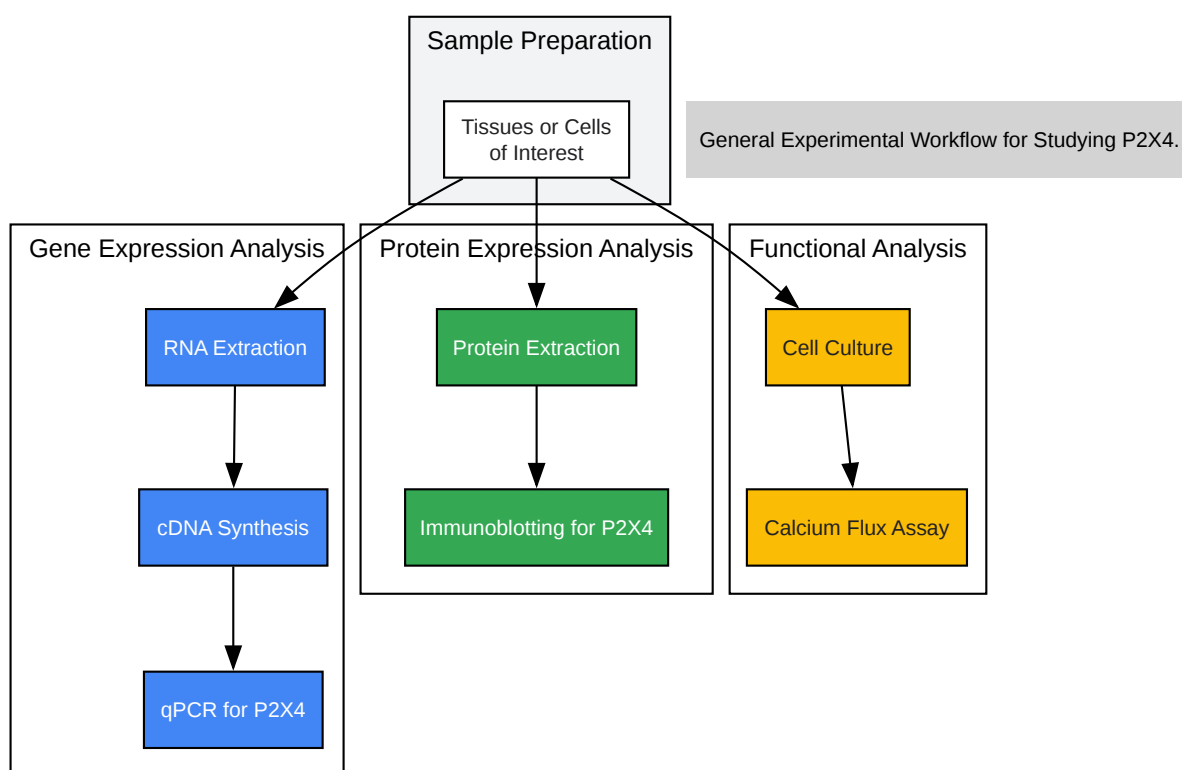 Sample Preparation
Tissues or Cells
of Interest
General Experimental Workflow for Studying P2X4.
Gene Expression Analysis
Protein Expression Analysis
Functional Analysis
RNA Extraction
Protein Extraction
Cell Culture
cDNA Synthesis
Immunoblotting for P2X4
Calcium Flux Assay
qPCR for P2X4